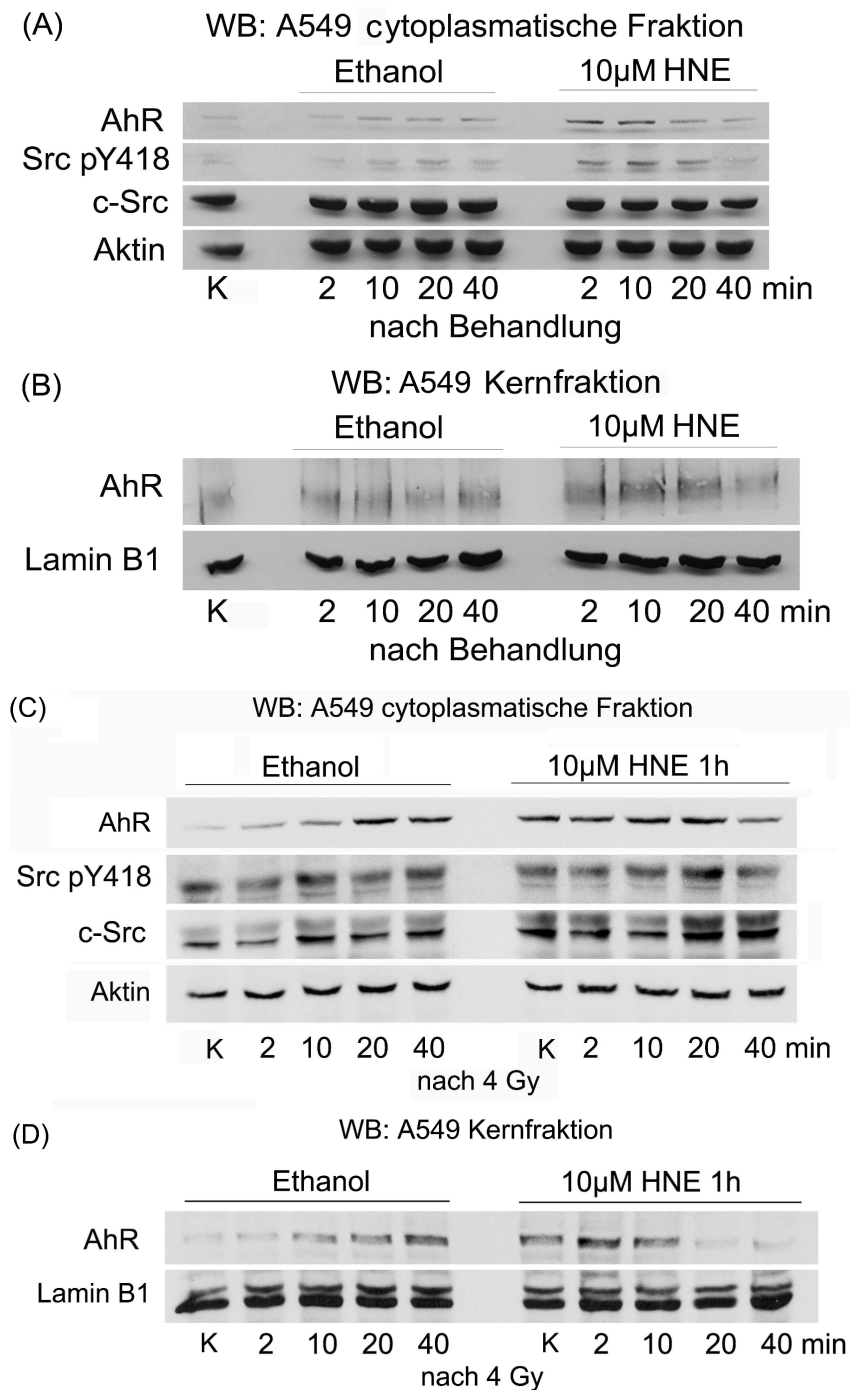 (A) WB: A549 cytoplasmatische Fraktion
Ethanol 10µM HNE
AhR
Src pY418
c-Src
Aktin
K 2 10 20 40 2 10 20 40 min
nach Behandlung
(B) WB: A549 Kernfraktion
Ethanol 10µM HNE
AhR
Lamin B1
K 2 10 20 40 2 10 20 40 min
nach Behandlung
(C) WB: A549 cytoplasmatische Fraktion
Ethanol 10µM HNE 1h
AhR
Src pY418
c-Src
Aktin
K 2 10 20 40 K 2 10 20 40 min
nach 4 Gy
(D) WB: A549 Kernfraktion
Ethanol 10µM HNE 1h
AhR
Lamin B1
K 2 10 20 40 K 2 10 20 40 min
nach 4 Gy